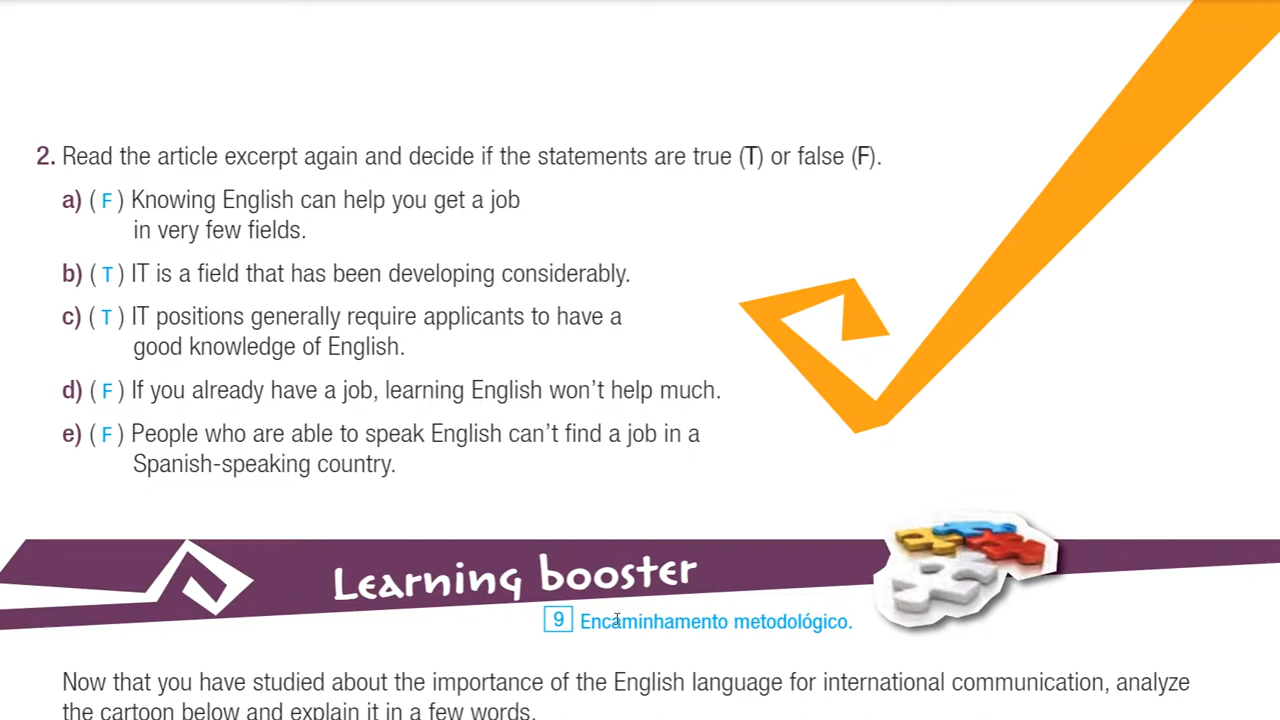 2. Read the article excerpt again and decide if the statements are true (T) or false (F).
a) ( F ) Knowing English can help you get a job
in very few fields.
b) ( T ) IT is a field that has been developing considerably.
c) ( T ) IT positions generally require applicants to have a
good knowledge of English.
d) ( F ) If you already have a job, learning English won't help much.
e) ( F ) People who are able to speak English can't find a job in a
Spanish-speaking country.
Learning booster
9 Encaminhamento metodológico.
Now that you have studied about the importance of the English language for international communication, analyze
the cartoon below and explain it in a few words.